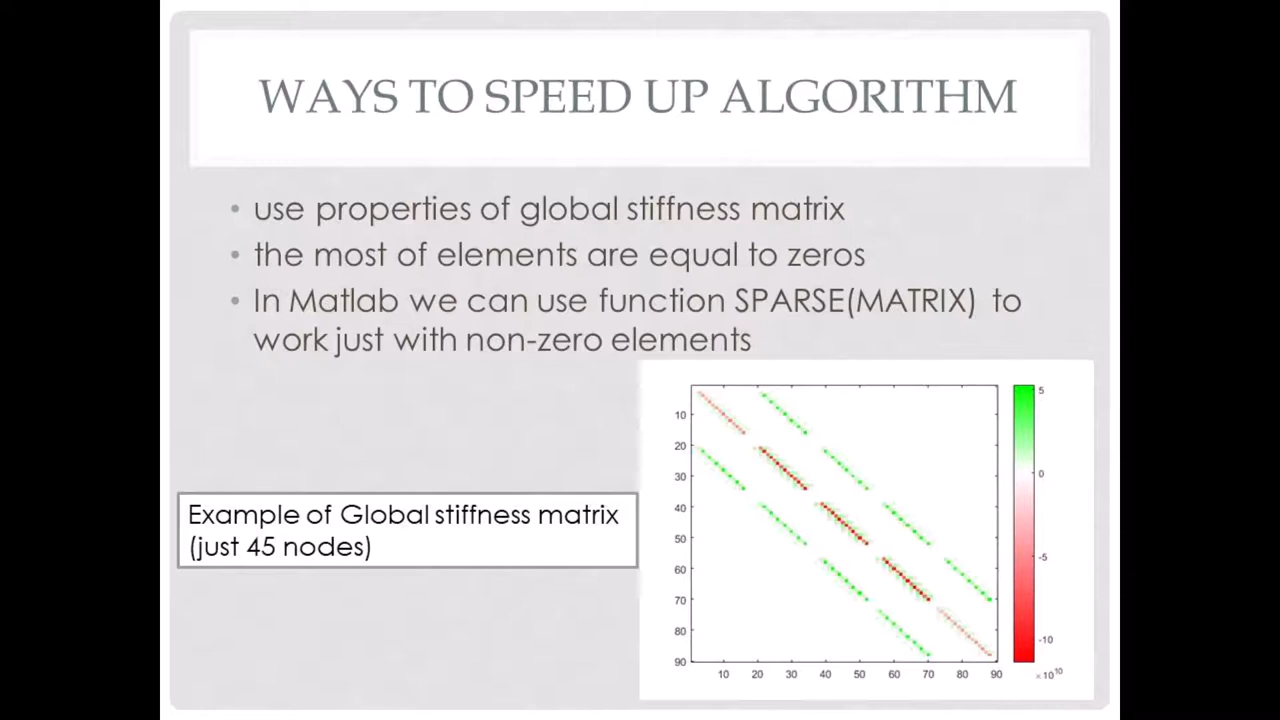 WAYS TO SPEED UP ALGORITHM
• use properties of global stiffness matrix
• the most of elements are equal to zeros
• In Matlab we can use function SPARSE(MATRIX) to
work just with non-zero elements
Example of Global stiffness matrix
(just 45 nodes)
10
20
30
40
50
60
70
80
90
10 20 30 40 50 60 70 80 90
5
0
-5
-10
×10^10